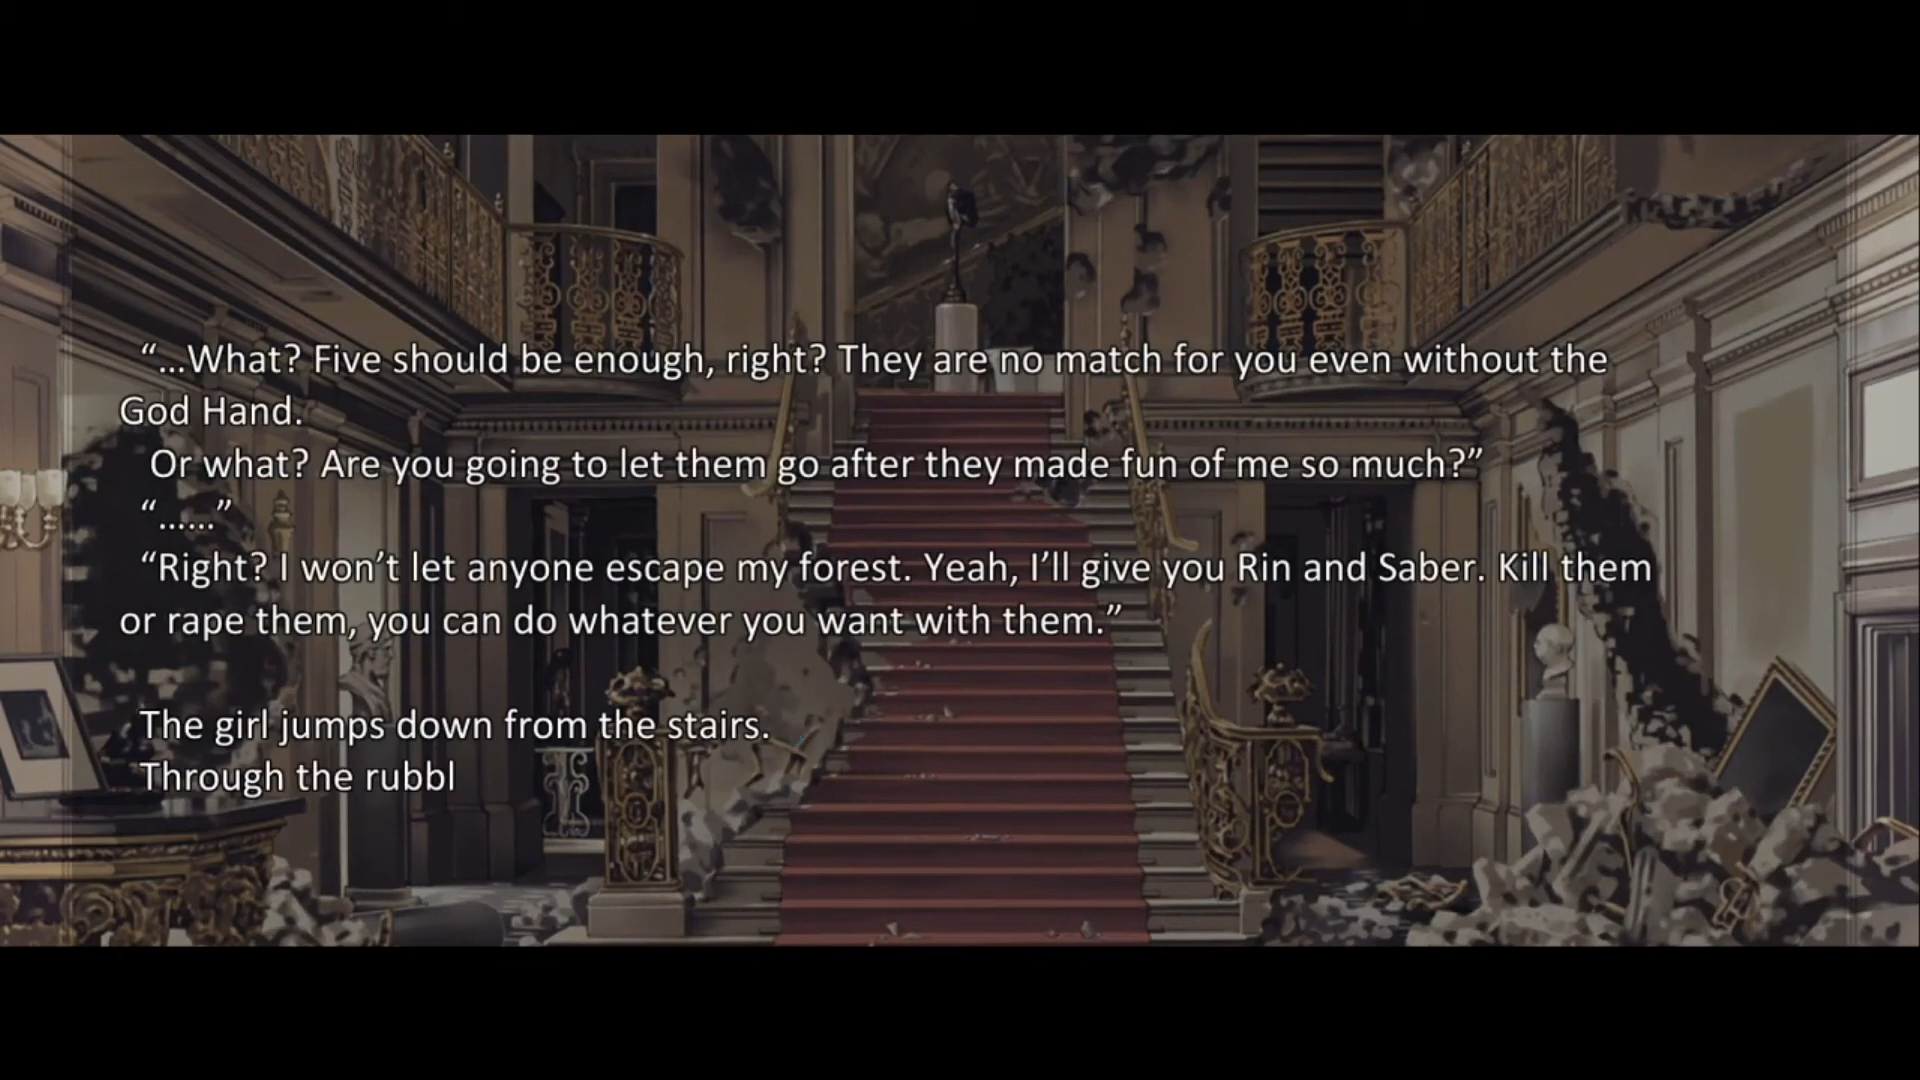 “...What? Five should be enough, right? They are no match for you even without the
God Hand.
Or what? Are you going to let them go after they made fun of me so much?”
“......”
“Right? I won’t let anyone escape my forest. Yeah, I’ll give you Rin and Saber. Kill them
or rape them, you can do whatever you want with them.”
The girl jumps down from the stairs.
Through the rubbl